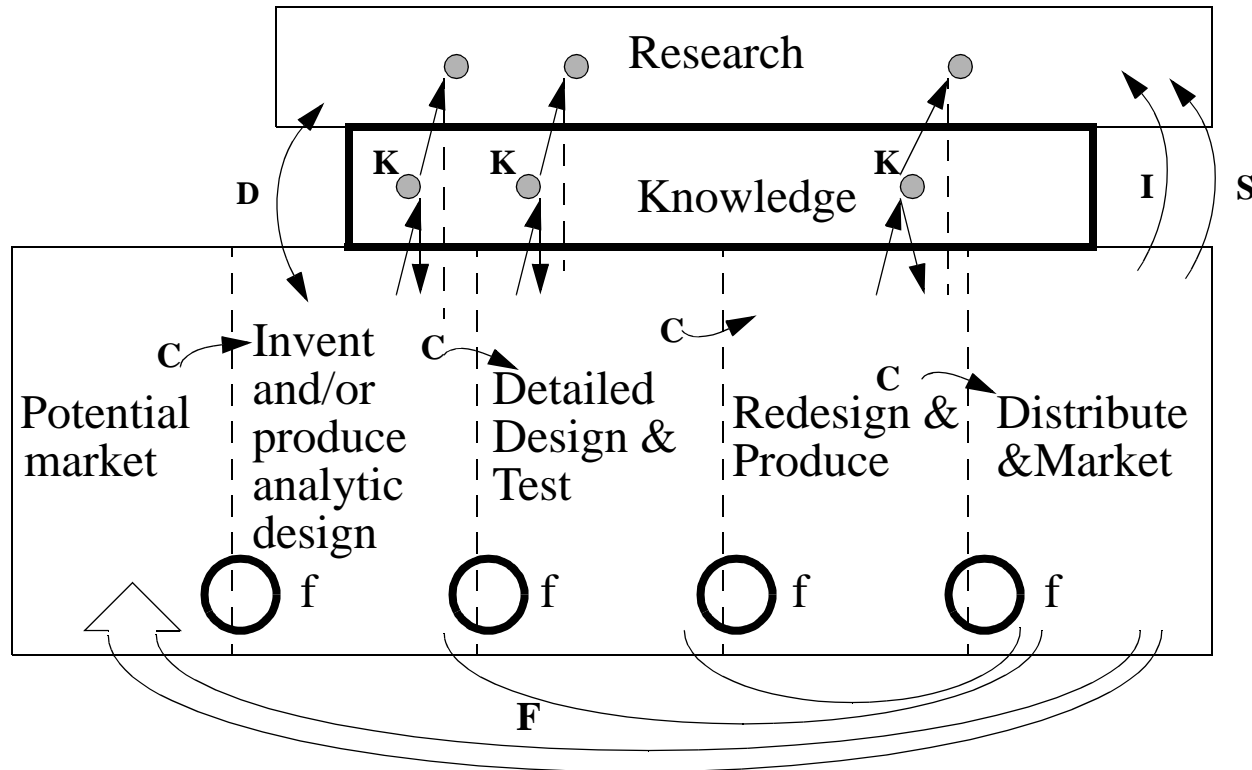 Research
K
K
K
D
Knowledge
I
S
C
Invent
and/or
produce
analytic
design
C
Detailed
Design &
Test
C
C
Potential
market
Redesign &
Produce
Distribute
&Market
f
f
f
f
F